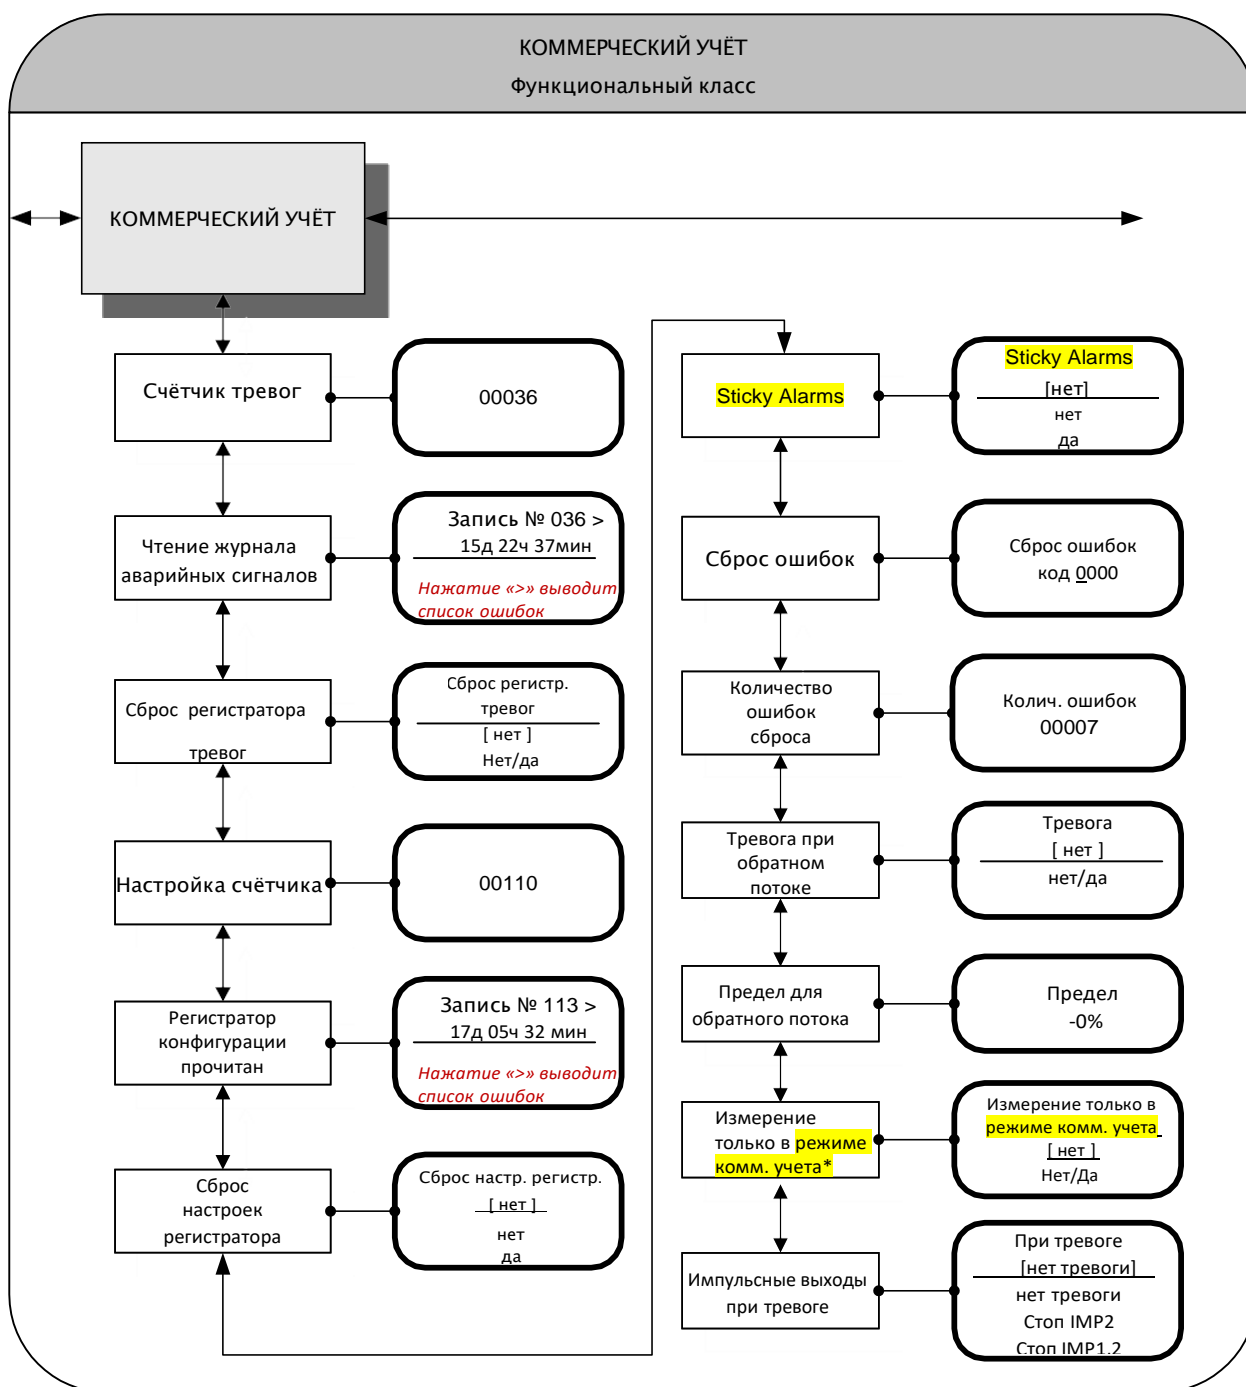 КОММЕРЧЕСКИЙ УЧЁТ
Функциональный класс
КОММЕРЧЕСКИЙ УЧЁТ
Счётчик тревог
00036
Чтение журнала
аварийных сигналов
Запись № 036 >
15д 22ч 37мин
Нажатие «>» выводит
список ошибок
Сброс регистратора
тревог
Сброс регистр.
тревог
[ нет ]
Нет/да
Настройка счётчика
00110
Регистратор
конфигурации
прочитан
Запись № 113 >
17д 05ч 32 мин
Нажатие «>» выводит
список ошибок
Сброс
настроек
регистратора
Сброс настр. регистр.
[ нет ]
нет
да
Sticky Alarms
Sticky Alarms
[нет]
нет
да
Сброс ошибок
Сброс ошибок
код 0000
Количество
ошибок
сброса
Колич. ошибок
00007
Тревога при
обратном
потоке
Тревога
[ нет ]
нет/да
Предел для
обратного потока
Предел
-0%
Измерение
только в режиме
комм. учета*
Измерение только в
режиме комм. учета
[ нет ]
Нет/Да
Импульсные выходы
при тревоге
При тревоге
[нет тревоги]
нет тревоги
Стоп IMP2
Стоп IMP1.2